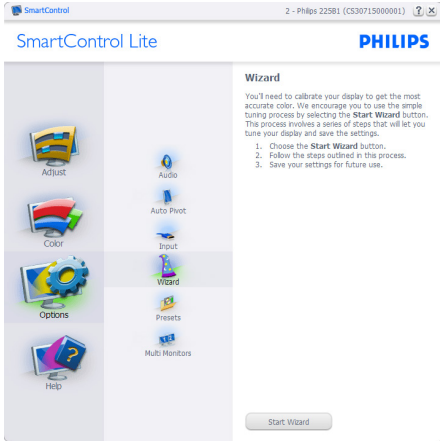 SmartControl
2 - Philips 225B1 (CS30715000001)
? X
SmartControl Lite
PHILIPS
Adjust
Color
Options
Help
Audio
Auto Pivot
Input
Wizard
Presets
Multi Monitors
Wizard
You'll need to calibrate your display to get the most
accurate color. We encourage you to use the simple
tuning process by selecting the Start Wizard button.
This process involves a series of steps that will let you
tune your display and save the settings.
1. Choose the Start Wizard button.
2. Follow the steps outlined in this process.
3. Save your settings for future use.
Start Wizard